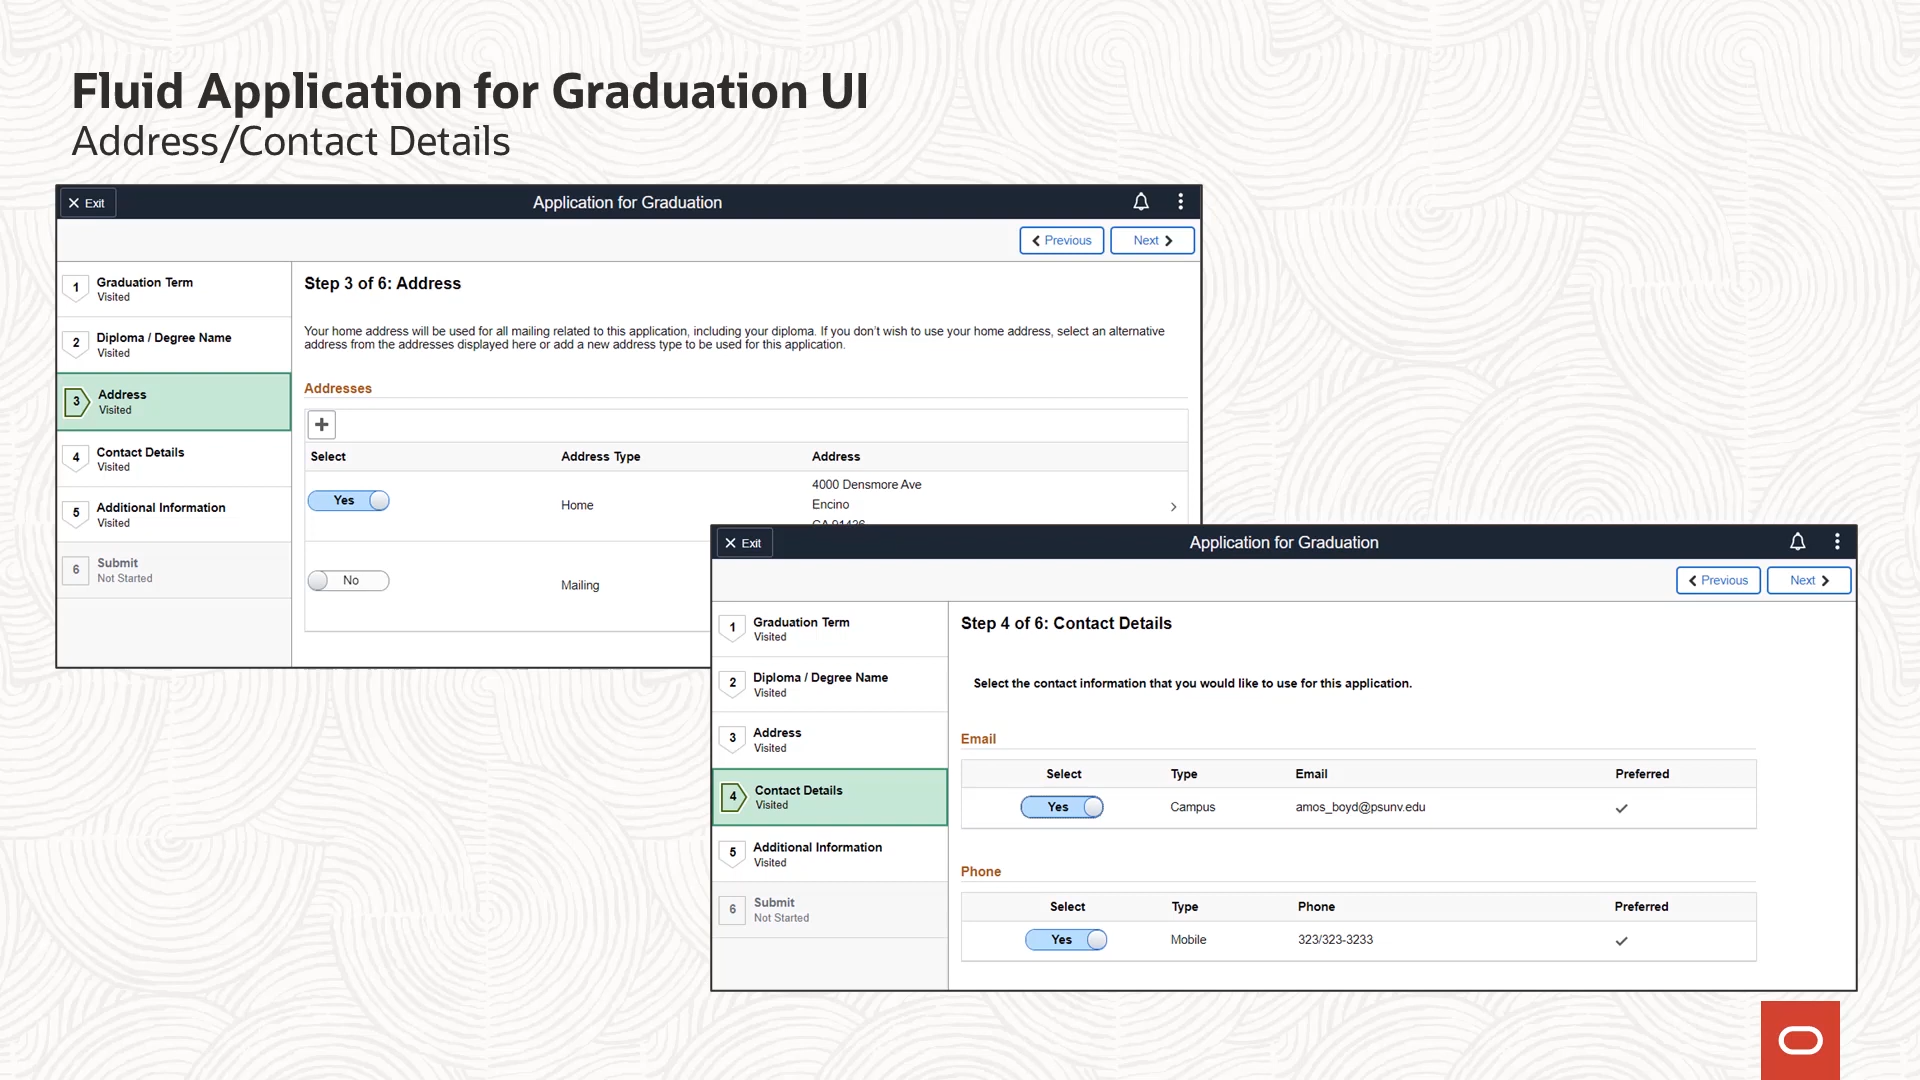 Fluid Application for Graduation UI
Address/Contact Details
Exit
Application for Graduation
Previous
Next
1
Graduation Term
Visited
2
Diploma / Degree Name
Visited
3
Address
Visited
4
Contact Details
Visited
5
Additional Information
Visited
6
Submit
Not Started
Step 3 of 6: Address
Your home address will be used for all mailing related to this application, including your diploma. If you don't wish to use your home address, select an alternative
address from the addresses displayed here or add a new address type to be used for this application.
Addresses
Select Address Type Address
Yes Home 4000 Densmore Ave
Encino
CA 91436
No Mailing
Exit
Application for Graduation
Previous
Next
1
Graduation Term
Visited
2
Diploma / Degree Name
Visited
3
Address
Visited
4
Contact Details
Visited
5
Additional Information
Visited
6
Submit
Not Started
Step 4 of 6: Contact Details
Select the contact information that you would like to use for this application.
Email
Select Type Email Preferred
Yes Campus amos_boyd@psunv.edu
Phone
Select Type Phone Preferred
Yes Mobile 323/323-3233